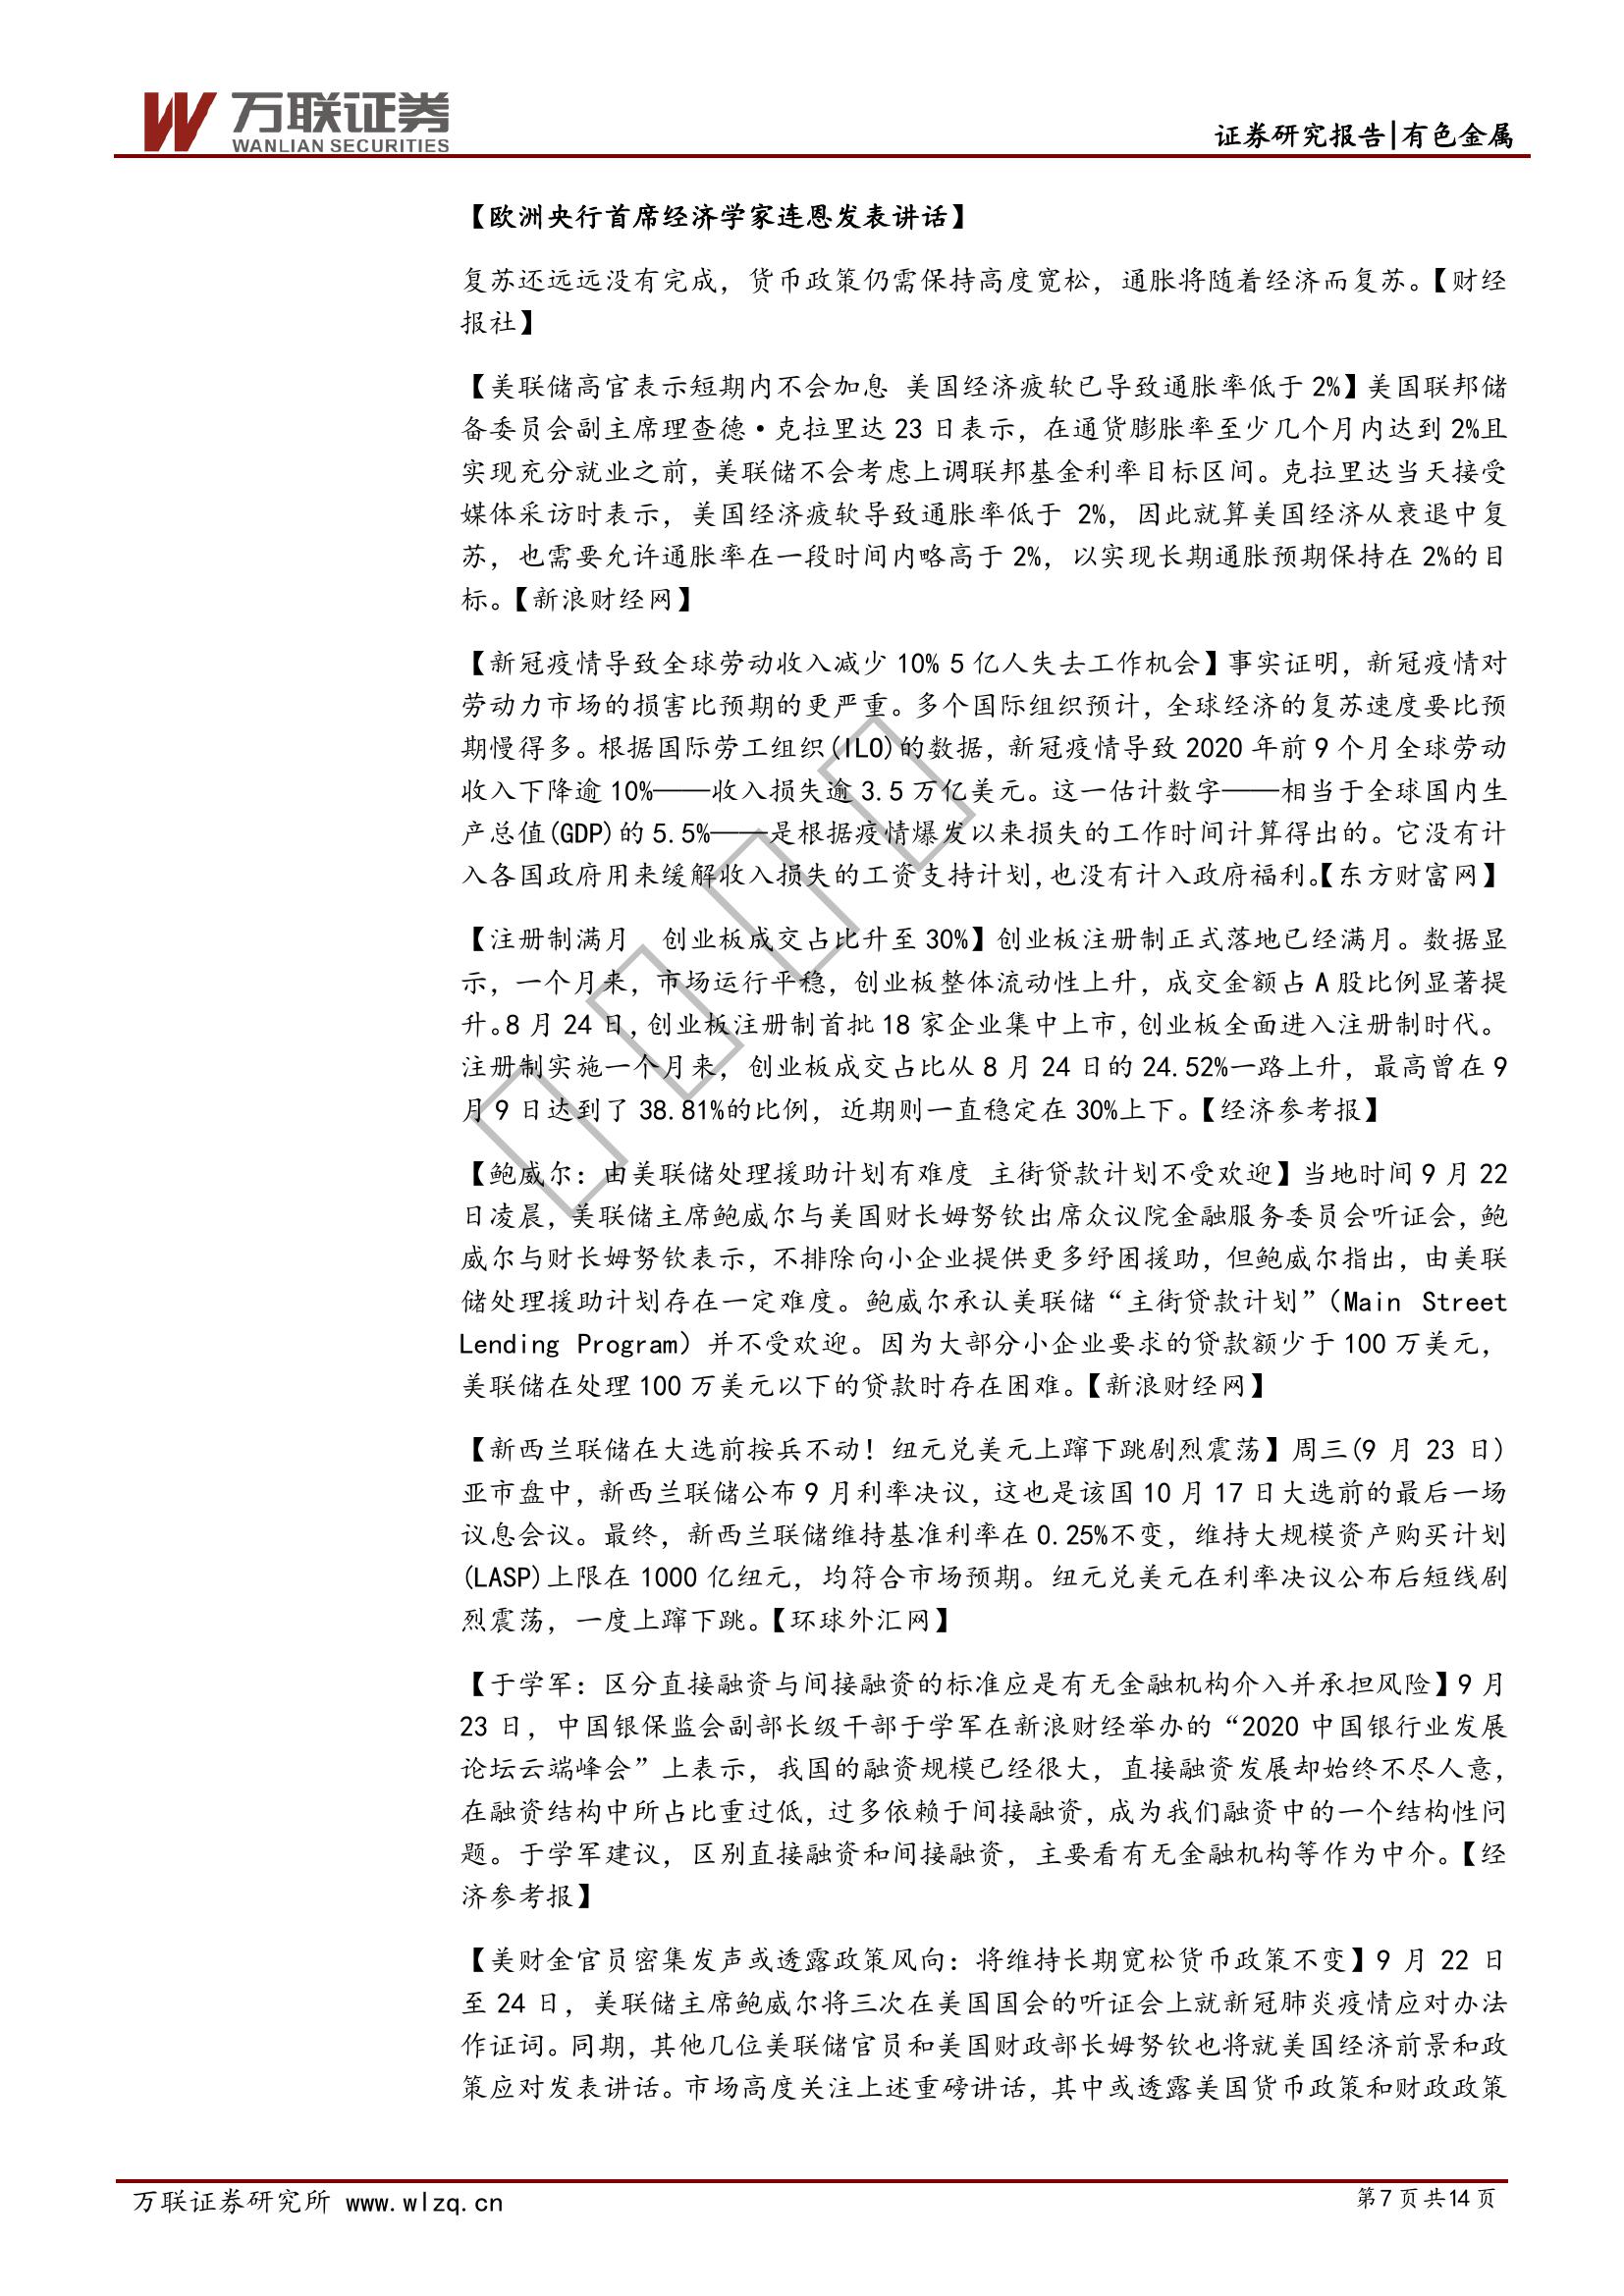 万联证券
WANLIAN SECURITIES
证券研究报告|有色金属
【欧洲央行首席经济学家连恩发表讲话】
复苏还远远没有完成，货币政策仍需保持高度宽松，通胀将随着经济而复苏。【财经
报社】
【美联储高官表示短期内不会加息 美国经济疲软已导致通胀率低于 2%】美国联邦储
备委员会副主席理查德·克拉里达 23 日表示，在通货膨胀率至少几个月内达到 2%且
实现充分就业之前，美联储不会考虑上调联邦基金利率目标区间。克拉里达当天接受
媒体采访时表示，美国经济疲软导致通胀率低于 2%，因此就算美国经济从衰退中复
苏，也需要允许通胀率在一段时间内略高于 2%，以实现长期通胀预期保持在 2%的目
标。【新浪财经网】
【新冠疫情导致全球劳动收入减少 10% 5 亿人失去工作机会】事实证明，新冠疫情对
劳动力市场的损害比预期的更严重。多个国际组织预计，全球经济的复苏速度要比预
期慢得多。根据国际劳工组织(ILO)的数据，新冠疫情导致 2020 年前 9 个月全球劳动
收入下降逾 10%——收入损失逾 3.5 万亿美元。这一估计数字——相当于全球国内生
产总值(GDP)的 5.5%——是根据疫情爆发以来损失的工作时间计算得出的。它没有计
入各国政府用来缓解收入损失的工资支持计划,也没有计入政府福利。【东方财富网】
【注册制满月 创业板成交占比升至 30%】创业板注册制正式落地已经满月。数据显
示，一个月来，市场运行平稳，创业板整体流动性上升，成交金额占 A 股比例显著提
升。8 月 24 日,创业板注册制首批 18 家企业集中上市,创业板全面进入注册制时代。
注册制实施一个月来，创业板成交占比从 8 月 24 日的 24.52%一路上升，最高曾在 9
月 9 日达到了 38.81%的比例，近期则一直稳定在 30%上下。【经济参考报】
【鲍威尔：由美联储处理援助计划有难度 主街贷款计划不受欢迎】当地时间 9 月 22
日凌晨，美联储主席鲍威尔与美国财长姆努钦出席众议院金融服务委员会听证会，鲍
威尔与财长姆努钦表示，不排除向小企业提供更多纾困援助，但鲍威尔指出，由美联
储处理援助计划存在一定难度。鲍威尔承认美联储“主街贷款计划”（Main Street
Lending Program）并不受欢迎。因为大部分小企业要求的贷款额少于 100 万美元，
美联储在处理 100 万美元以下的贷款时存在困难。【新浪财经网】
【新西兰联储在大选前按兵不动！纽元兑美元上蹿下跳剧烈震荡】周三(9 月 23 日)
亚市盘中，新西兰联储公布 9 月利率决议，这也是该国 10 月 17 日大选前的最后一场
议息会议。最终，新西兰联储维持基准利率在 0.25%不变，维持大规模资产购买计划
(LASP)上限在 1000 亿纽元，均符合市场预期。纽元兑美元在利率决议公布后短线剧
烈震荡，一度上蹿下跳。【环球外汇网】
【于学军：区分直接融资与间接融资的标准应是有无金融机构介入并承担风险】9 月
23 日，中国银保监会副部长级干部于学军在新浪财经举办的“2020 中国银行业发展
论坛云端峰会”上表示，我国的融资规模已经很大，直接融资发展却始终不尽人意，
在融资结构中所占比重过低，过多依赖于间接融资，成为我们融资中的一个结构性问
题。于学军建议，区别直接融资和间接融资，主要看有无金融机构等作为中介。【经
济参考报】
【美财金官员密集发声或透露政策风向：将维持长期宽松货币政策不变】9 月 22 日
至 24 日，美联储主席鲍威尔将三次在美国国会的听证会上就新冠肺炎疫情应对办法
作证词。同期，其他几位美联储官员和美国财政部长姆努钦也将就美国经济前景和政
策应对发表讲话。市场高度关注上述重磅讲话，其中或透露美国货币政策和财政政策
万联证券研究所 www.wlzq.cn
第 7 页 共 14 页